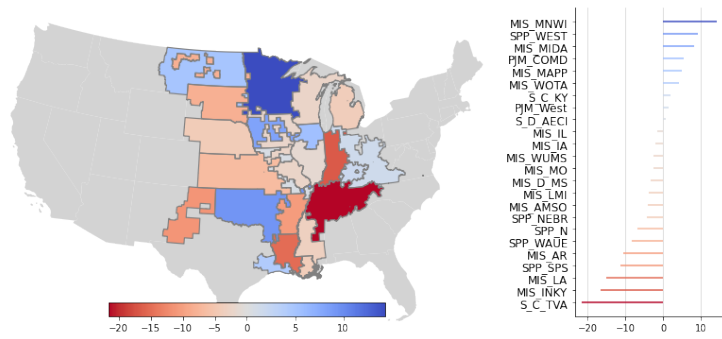 MIS_MNWI
SPP_WEST
MIS_MIDA
PJM_COMD
MIS_MAPP
MIS_WOTA
S_C_KY
PJM_West
S_D_AECI
MIS_IL
MIS_IA
MIS_WUMS
MIS_MO
MIS_D_MS
MIS_LMI
MIS_AMSO
SPP_NEBR
SPP_N
SPP_WAUE
MIS_AR
SPP_SPS
MIS_LA
MIS_INKY
S_C_TVA
−20 −10 0 10
−20 −15 −10 −5 0 5 10